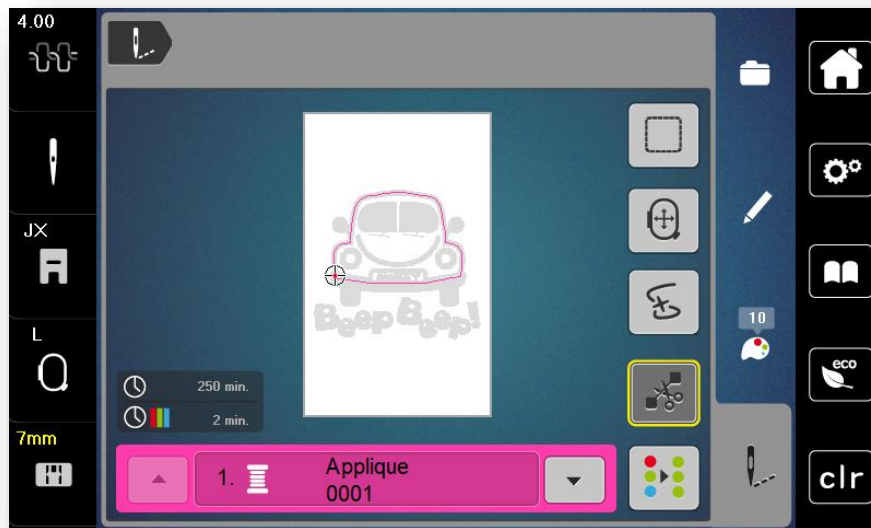 4.00
JX
L
7mm
Beep Beep!
250 min.
2 min.
1.
Applique
0001
10
eco
clr